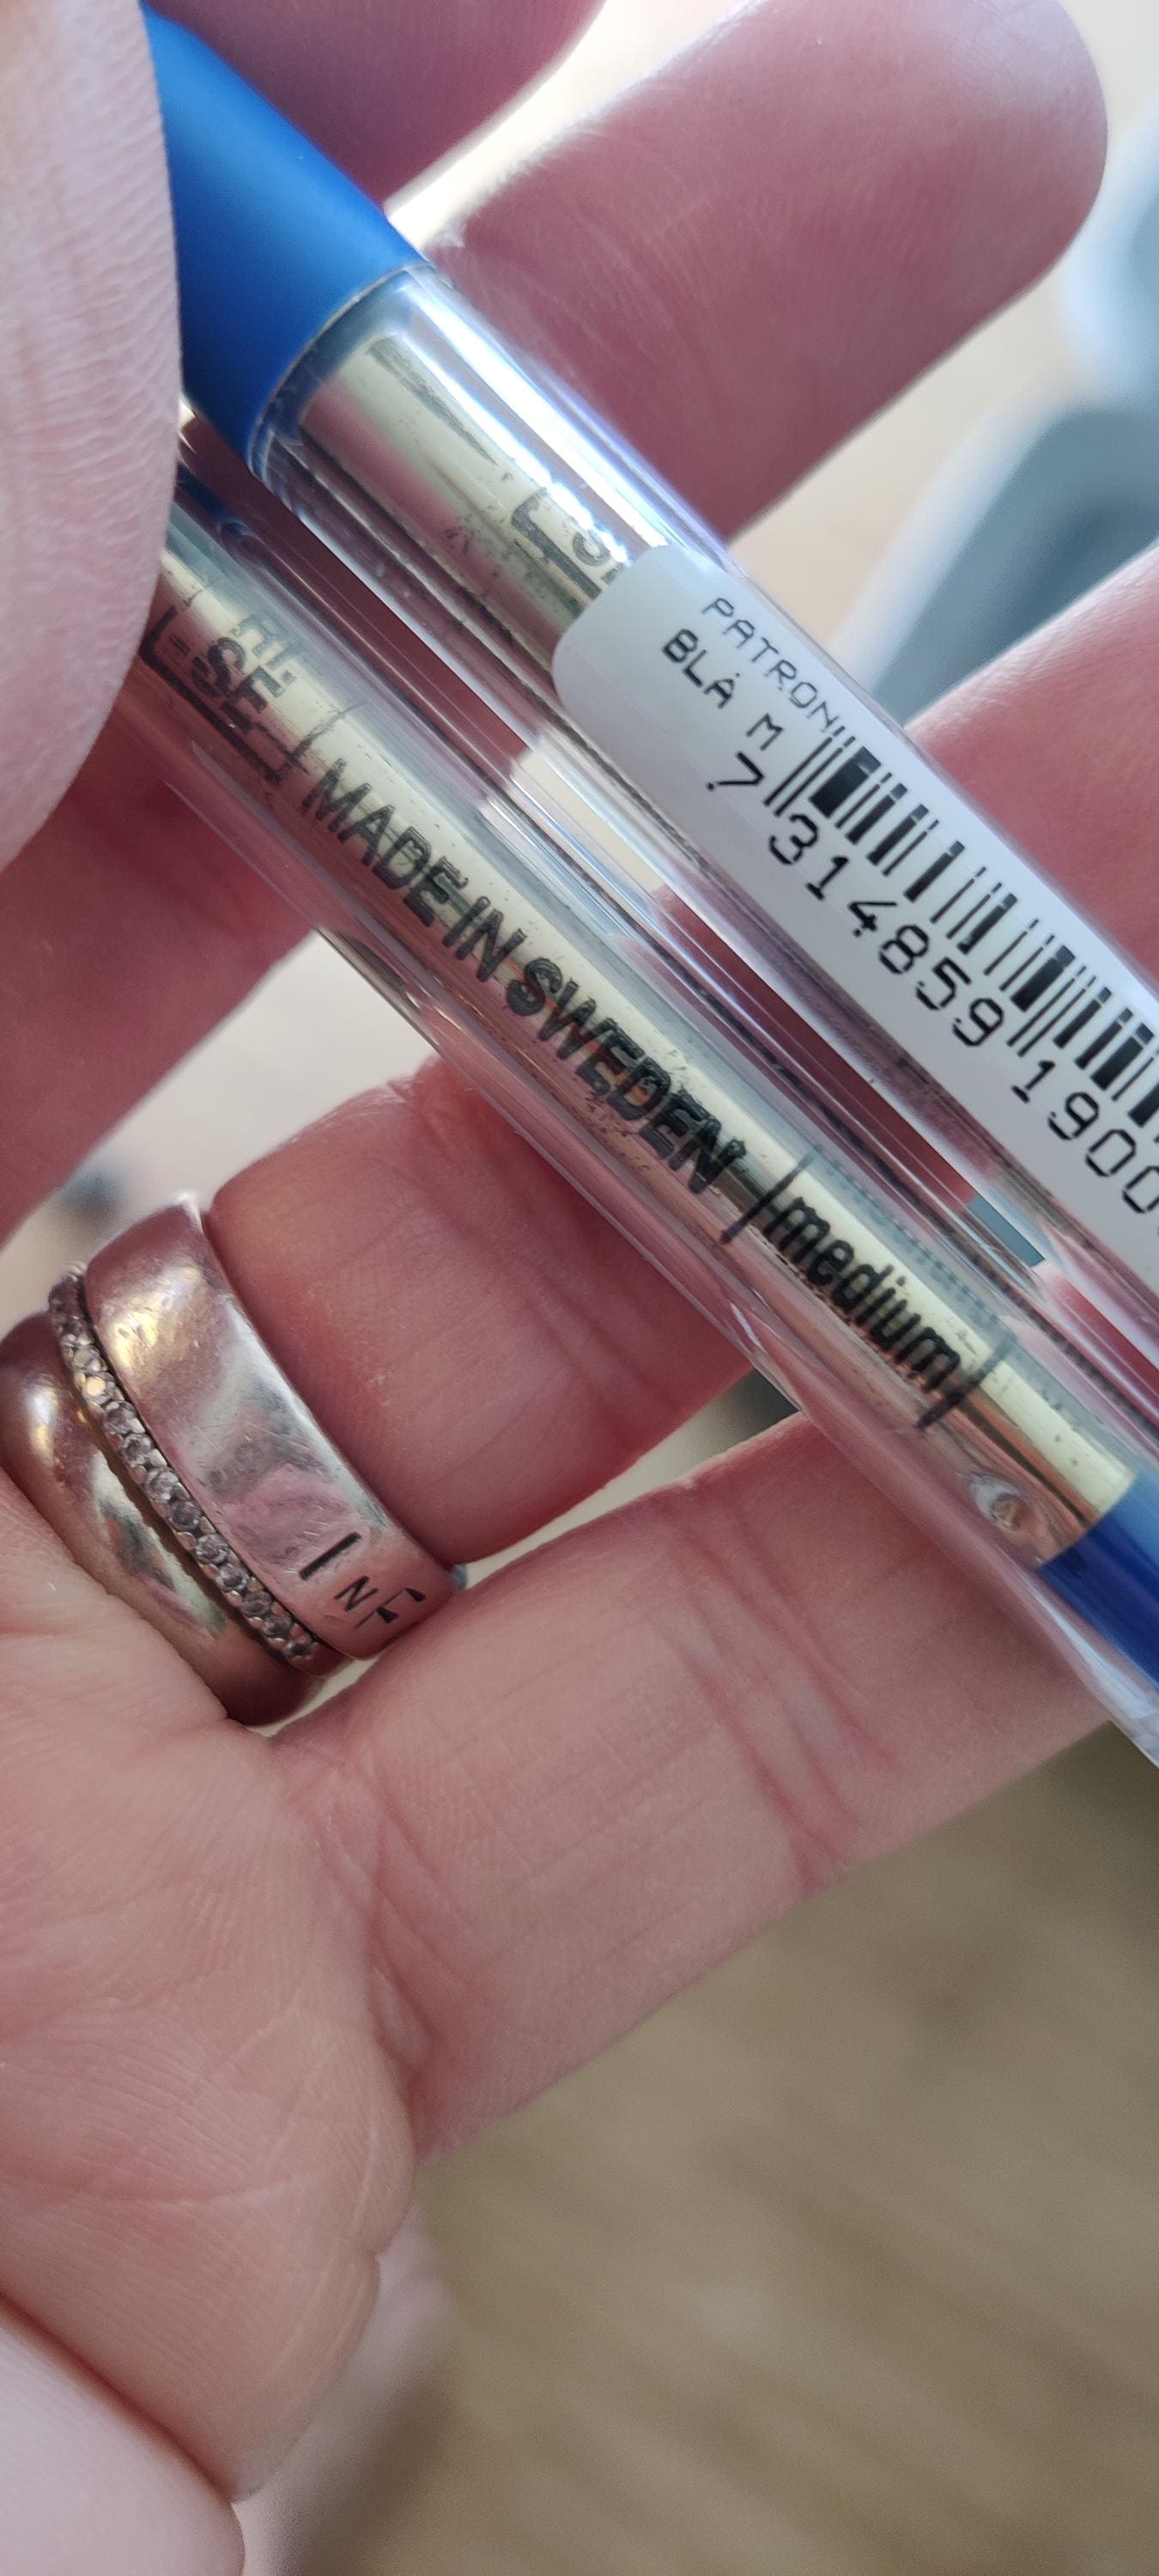 PATRON
BLÅ M
7 314859 1900
SE | MADE IN SWEDEN | medium |